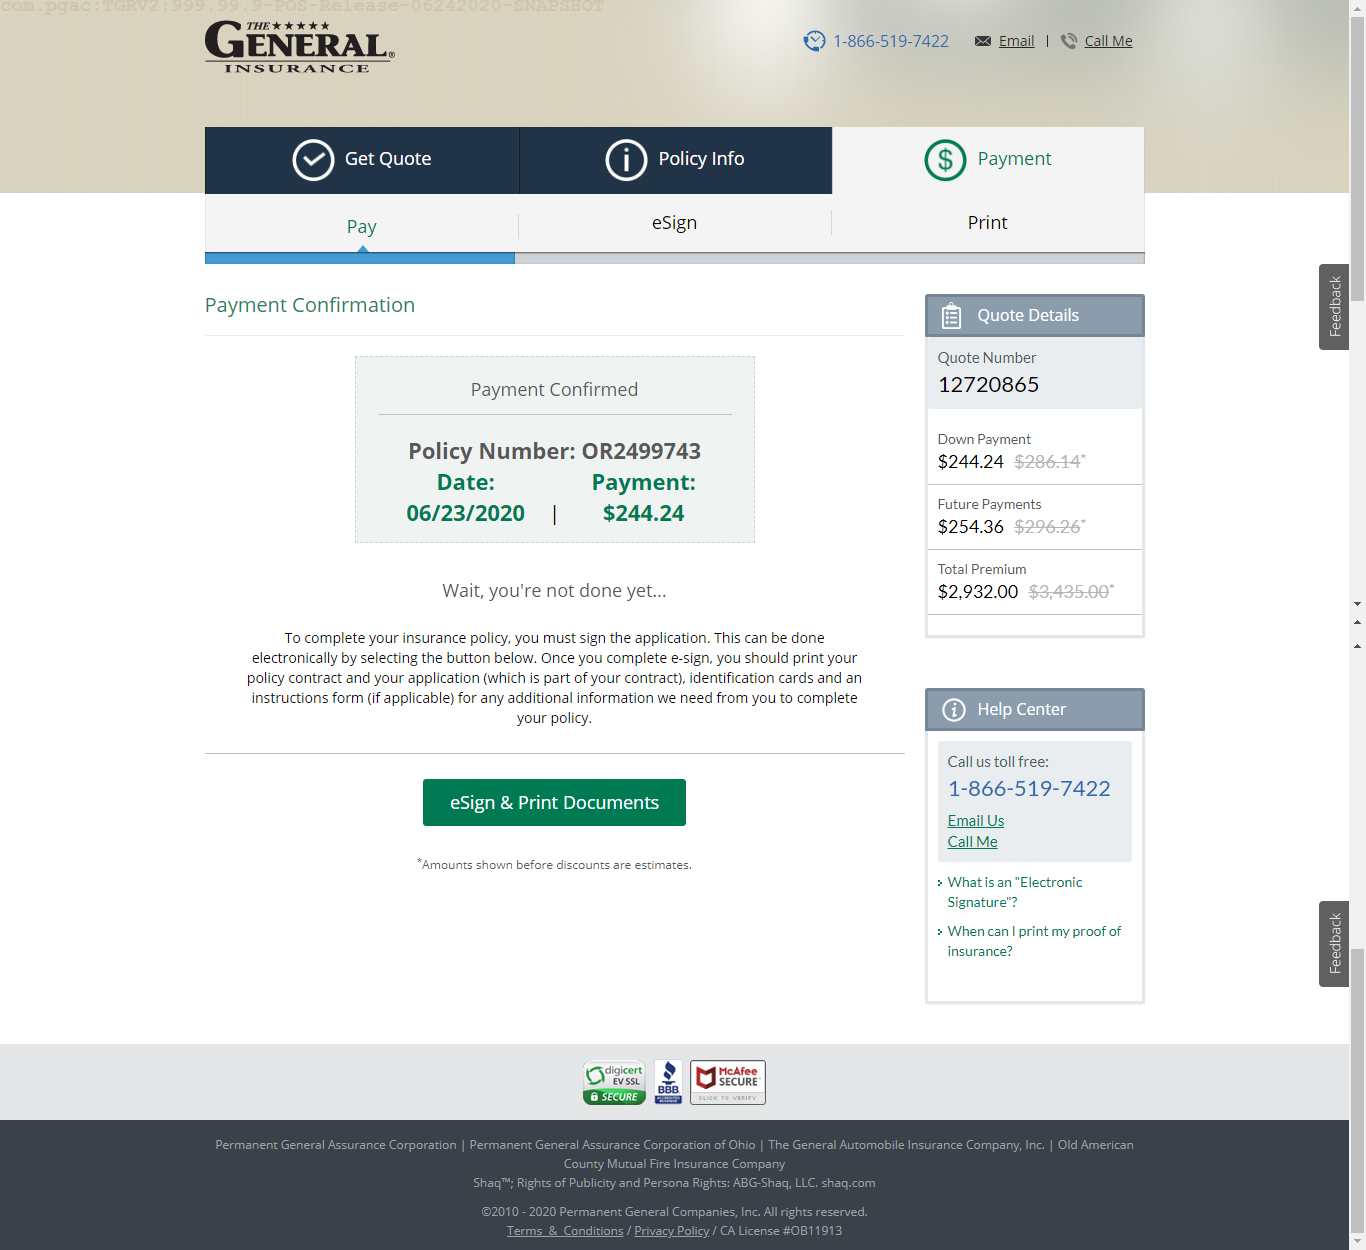 com.pgac:TGRV2:999.99.9-POS-Release-06242020-SNAPSHOT
THE
GENERAL®
INSURANCE
1-866-519-7422 Email | Call Me
Get Quote
Policy Info
Payment
Pay
eSign
Print
Payment Confirmation
Payment Confirmed
Policy Number: OR2499743
Date: Payment:
06/23/2020 | $244.24
Wait, you're not done yet...
To complete your insurance policy, you must sign the application. This can be done
electronically by selecting the button below. Once you complete e-sign, you should print your
policy contract and your application (which is part of your contract), identification cards and an
instructions form (if applicable) for any additional information we need from you to complete
your policy.
eSign & Print Documents
*Amounts shown before discounts are estimates.
Quote Details
Quote Number
12720865
Down Payment
$244.24 $286.14*
Future Payments
$254.36 $296.26*
Total Premium
$2,932.00 $3,435.00*
Help Center
Call us toll free:
1-866-519-7422
Email Us
Call Me
What is an "Electronic
Signature"?
When can I print my proof of
insurance?
Feedback
Feedback
digicert
EV SSL
SECURE
BBB
ACCREDITED
BUSINESS
McAfee
SECURE
CLICK TO VERIFY
Permanent General Assurance Corporation | Permanent General Assurance Corporation of Ohio | The General Automobile Insurance Company, Inc. | Old American
County Mutual Fire Insurance Company
Shaq™; Rights of Publicity and Persona Rights: ABG-Shaq, LLC. shaq.com
©2010 - 2020 Permanent General Companies, Inc. All rights reserved.
Terms & Conditions / Privacy Policy / CA License #OB11913